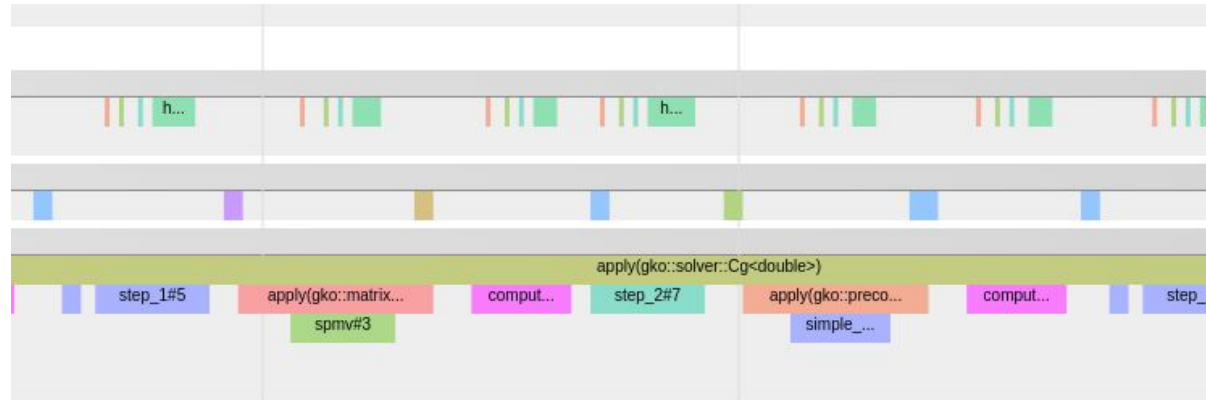 h... h...
apply(gko::solver::Cg<double>)
step_1#5 apply(gko::matrix... comput... step_2#7 apply(gko::preco... comput... step_
spmv#3 simple_...